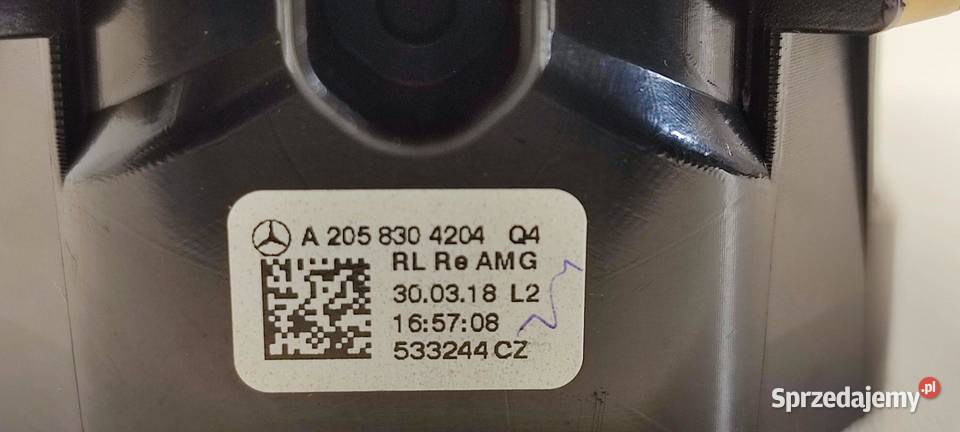 A 205 830 4204 Q4
RL Re AMG
30.03.18 L2
16:57:08
533244 CZ
Sprzedajemy.pl